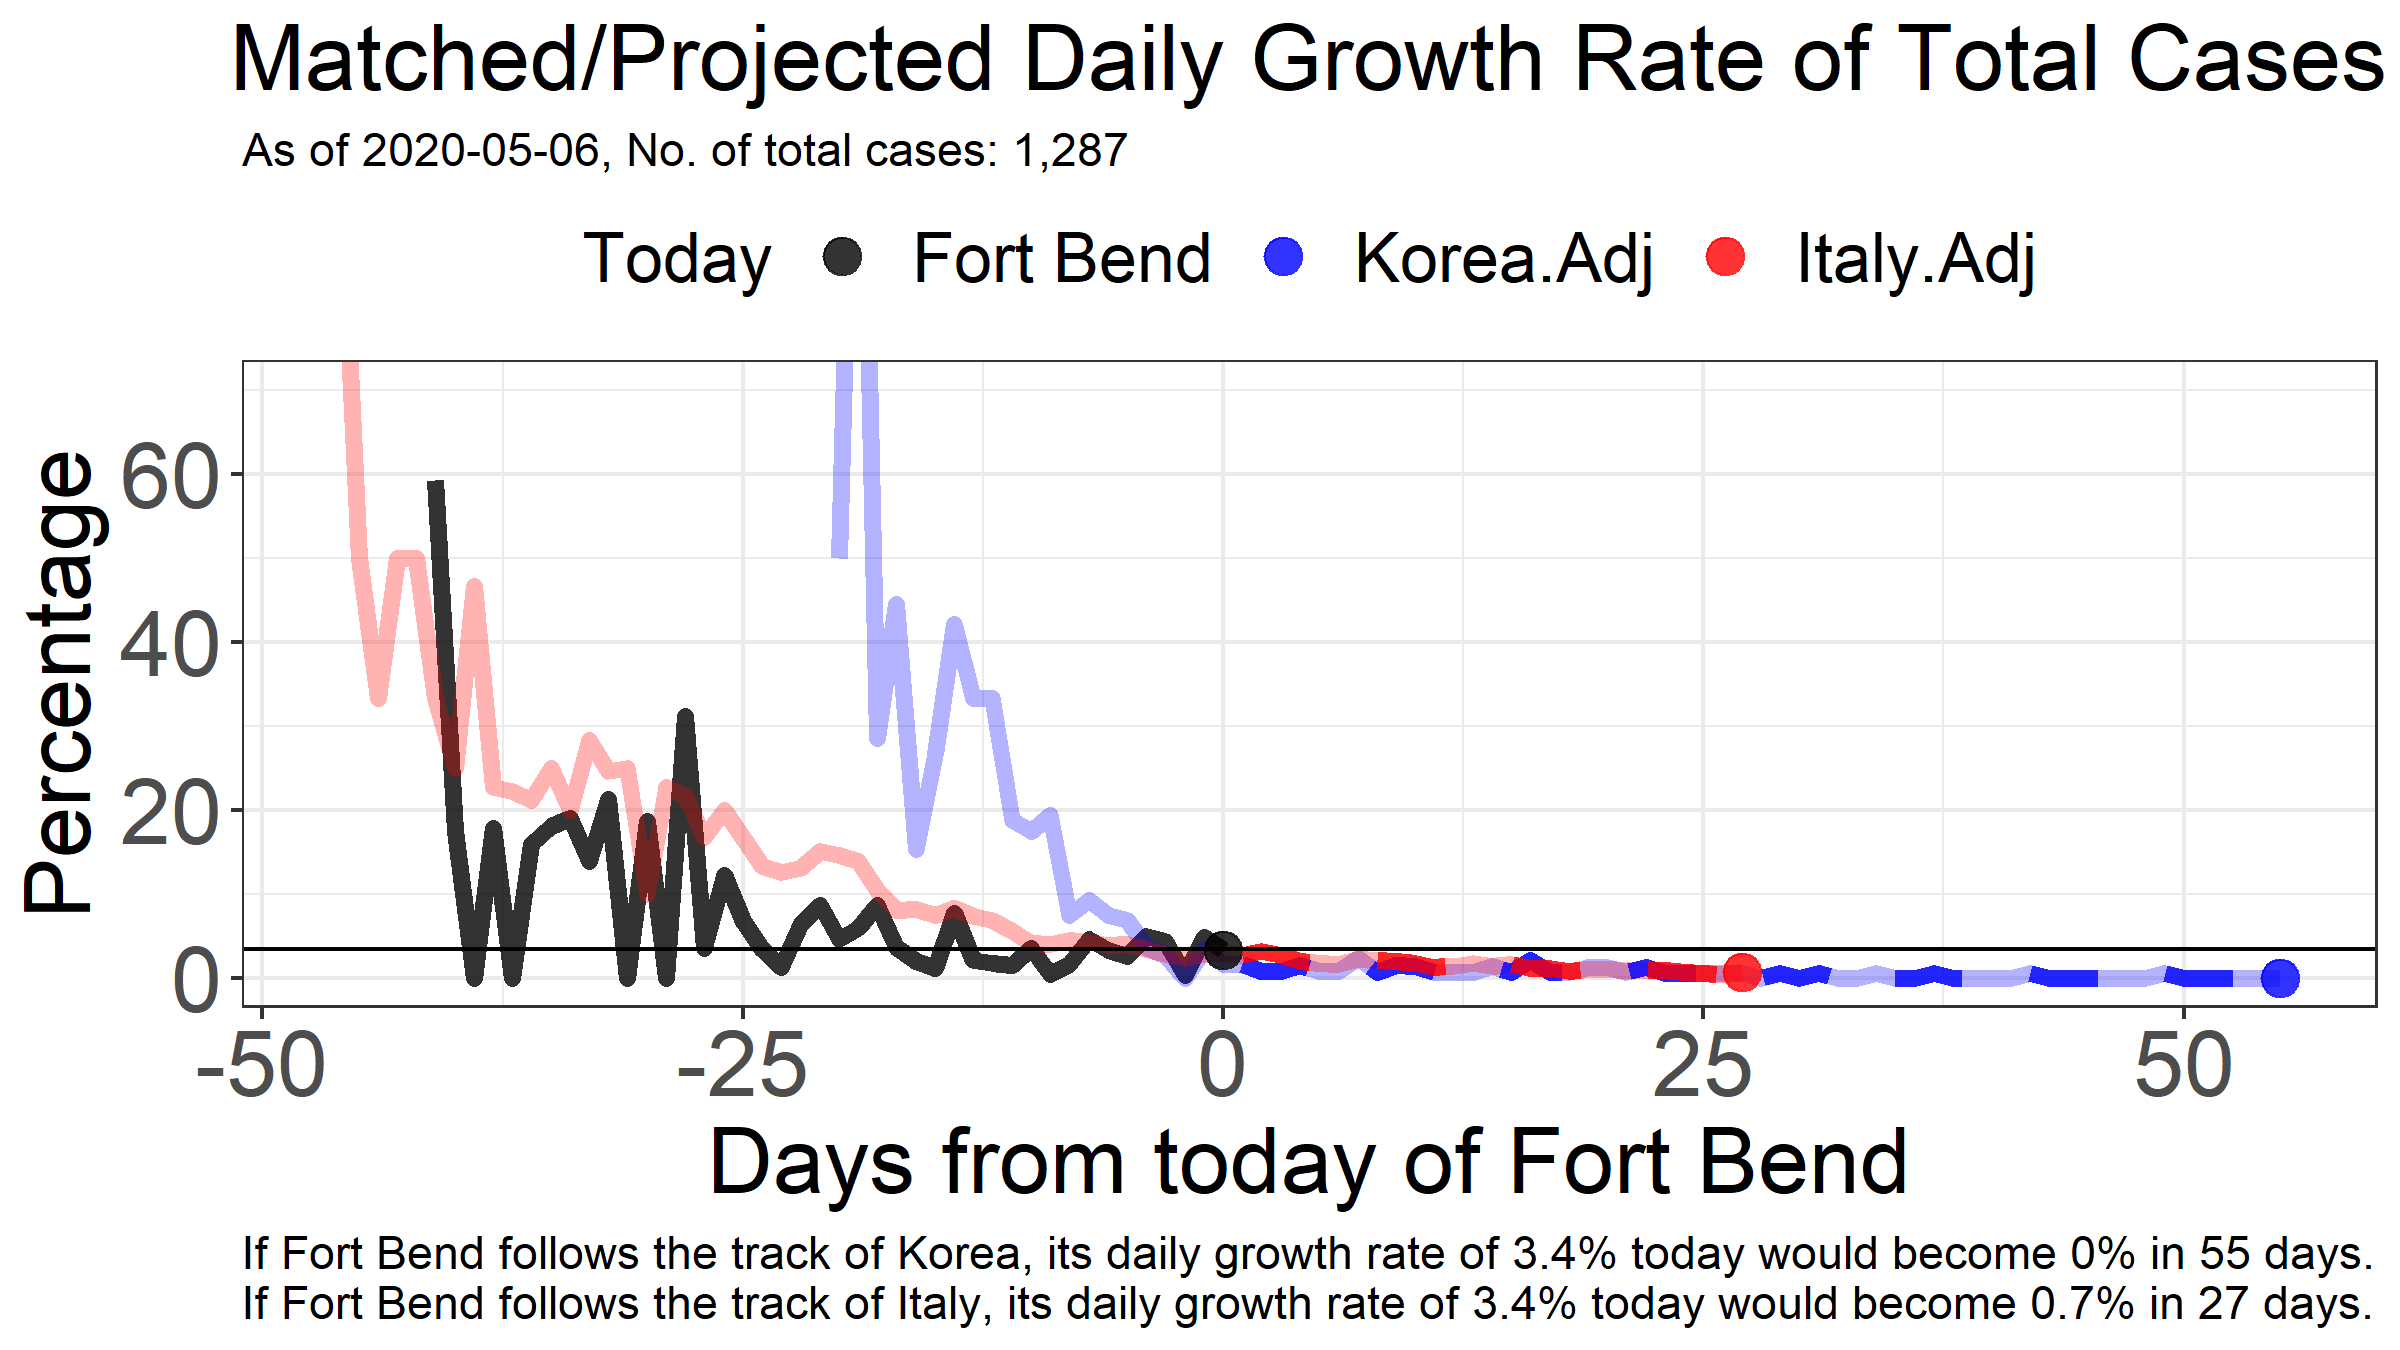 Matched/Projected Daily Growth Rate of Total Cases
As of 2020-05-06, No. of total cases: 1,287
Today Fort Bend Korea.Adj Italy.Adj
Percentage
60
40
20
0
-50 -25 0 25 50
Days from today of Fort Bend
If Fort Bend follows the track of Korea, its daily growth rate of 3.4% today would become 0% in 55 days.
If Fort Bend follows the track of Italy, its daily growth rate of 3.4% today would become 0.7% in 27 days.